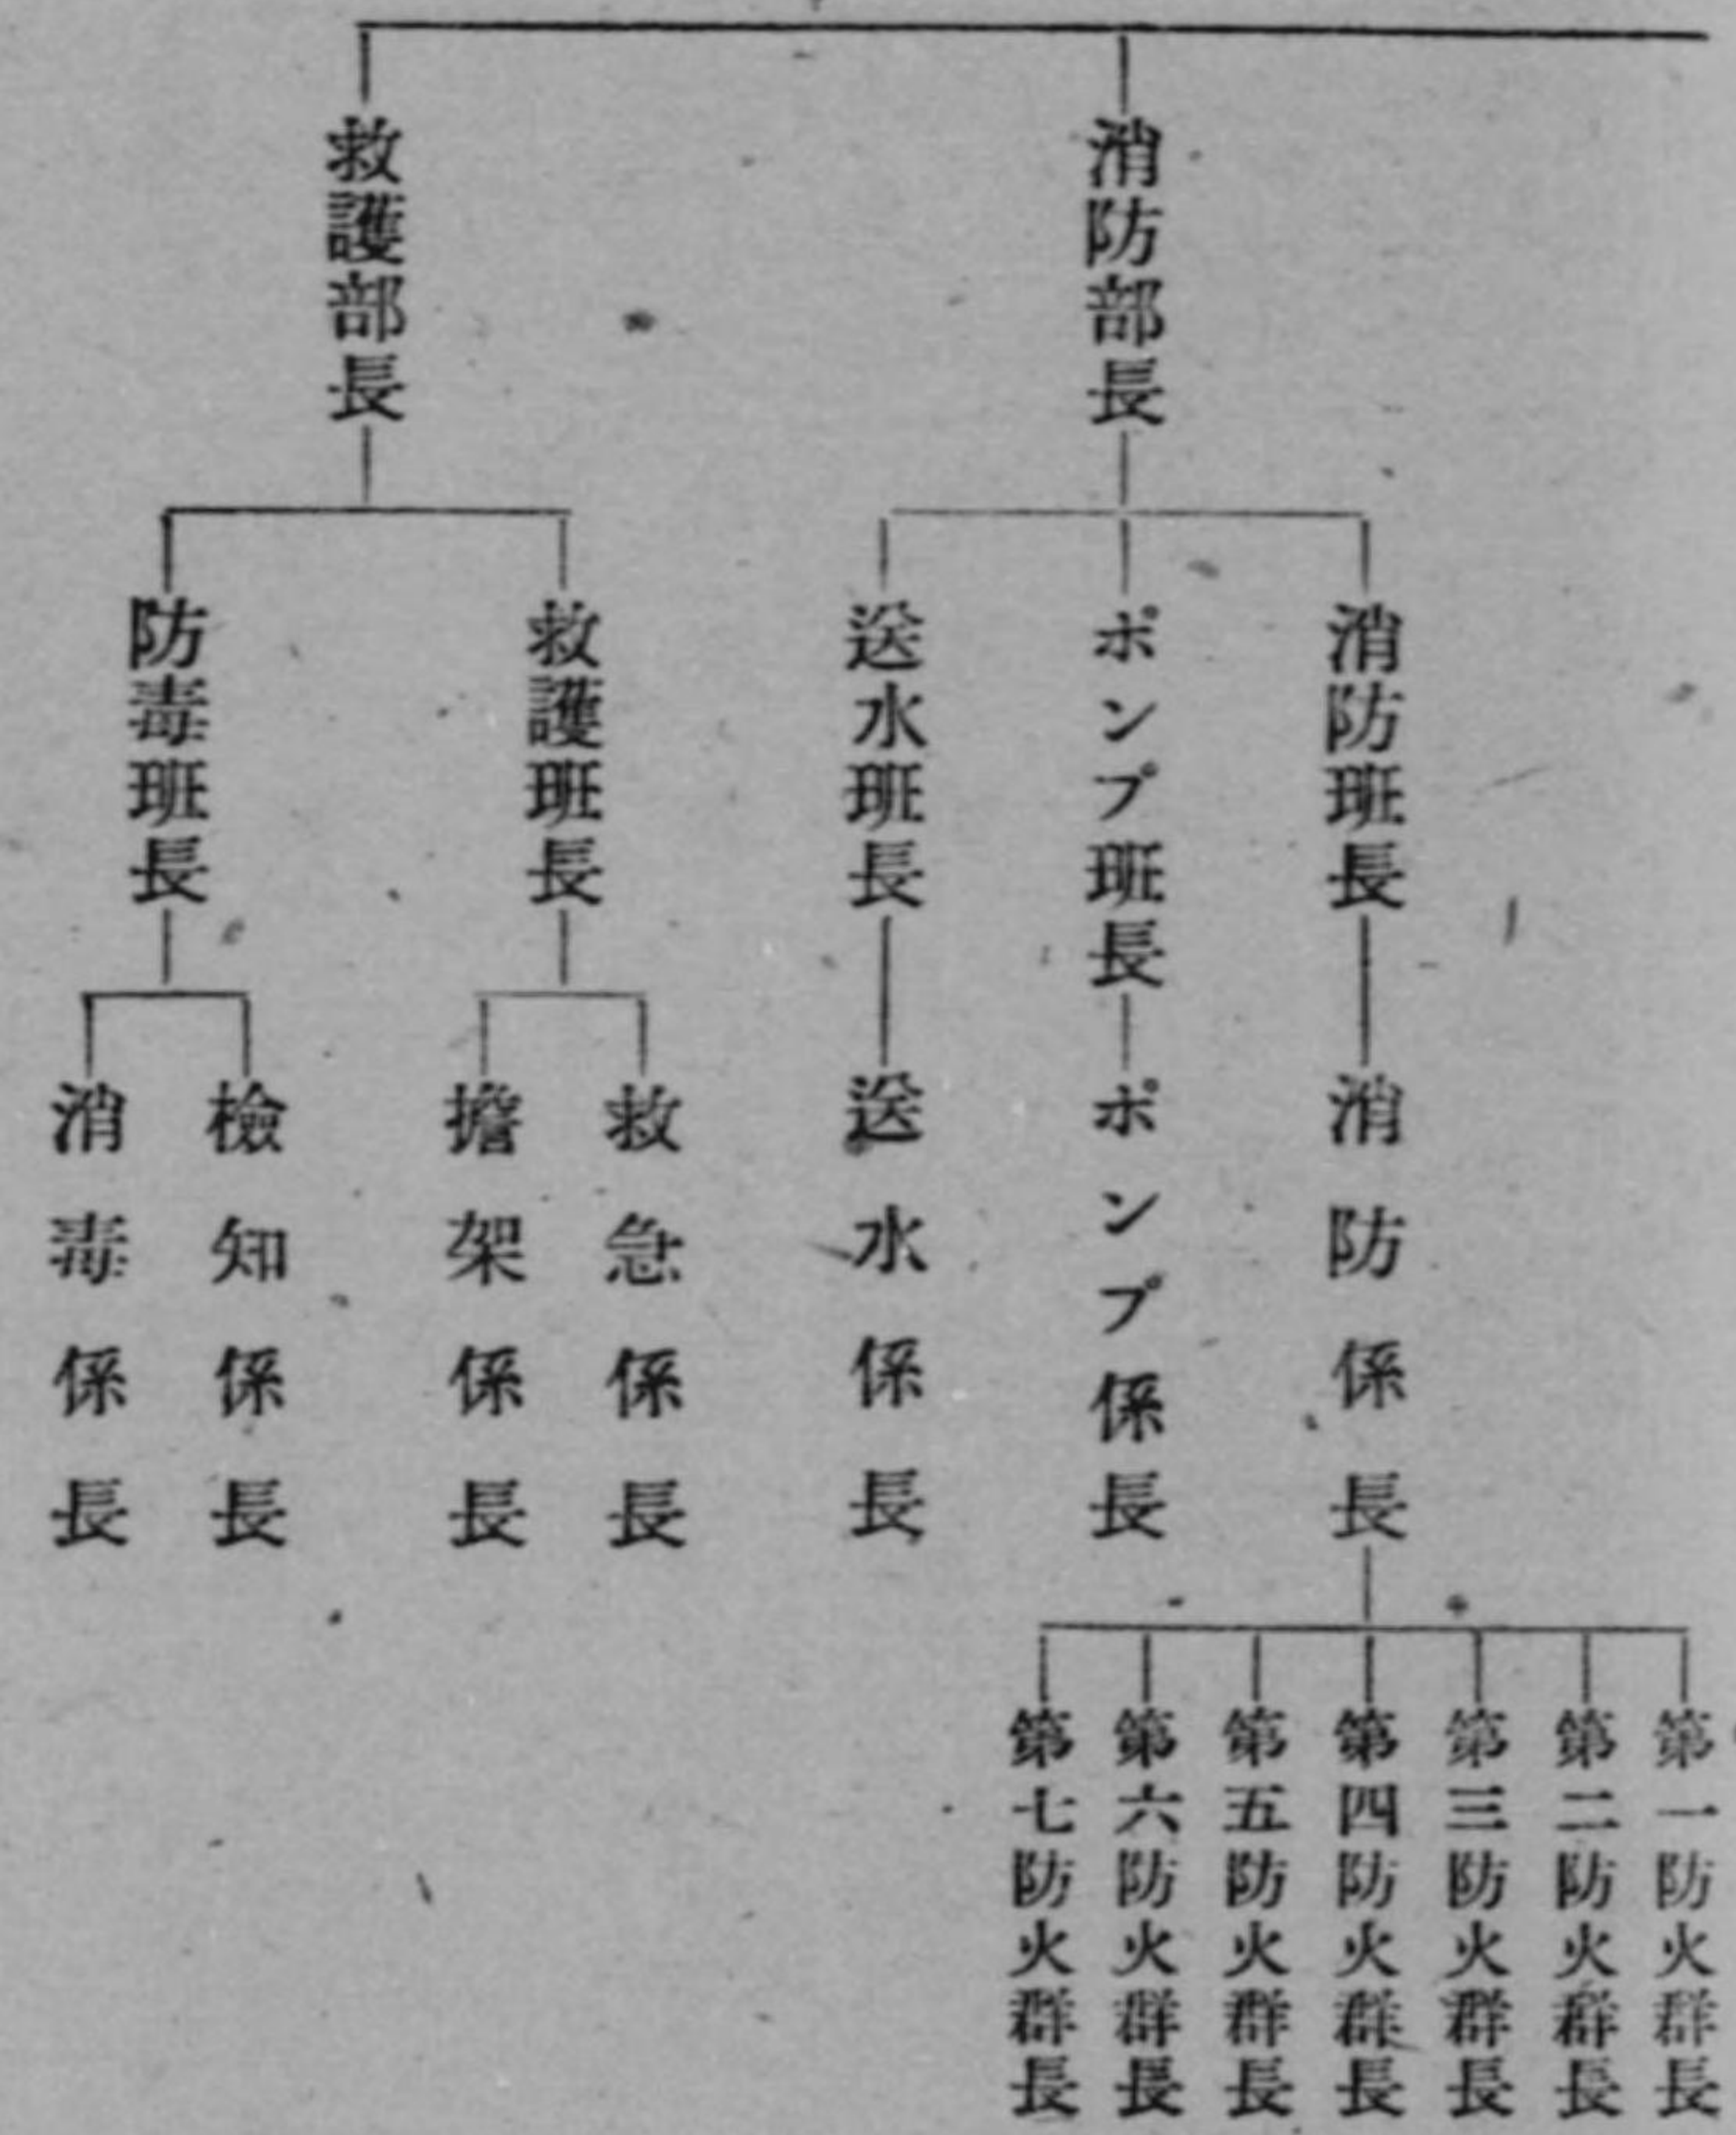 消防部長
消防班長
消防係長
第一防火群長
第二防火群長
第三防火群長
第四防火群長
第五防火群長
第六防火群長
第七防火群長
ポンプ班長
ポンプ係長
送水班長
送水係長
救護部長
救護班長
救急係長
擔架係長
防毒班長
檢知係長
消毒係長